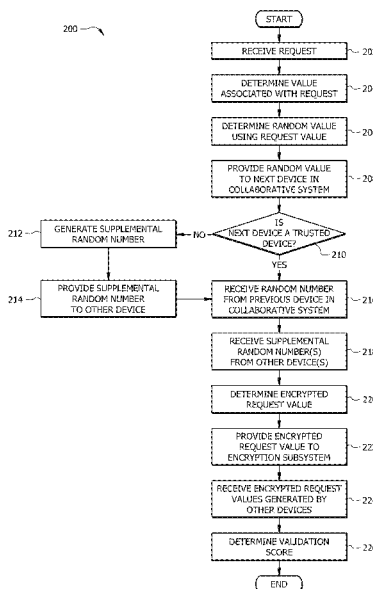 START
200
RECEIVE REQUEST
DETERMINE VALUE
ASSOCIATED WITH REQUEST
DETERMINE RANDOM VALUE
USING REQUEST VALUE
PROVIDE RANDOM VALUE
TO NEXT DEVICE IN
COLLABORATIVE SYSTEM
IS
NEXT DEVICE A TRUSTED
DEVICE?
210
NO
YES
212
GENERATE SUPPLEMENTAL
RANDOM NUMBER
214
PROVIDE SUPPLEMENTAL
RANDOM NUMBER
TO OTHER DEVICE
RECEIVE RANDOM NUMBER
FROM PREVIOUS DEVICE IN
COLLABORATIVE SYSTEM
RECEIVE SUPPLEMENTAL
RANDOM NUMBER(S)
FROM OTHER DEVICE(S)
DETERMINE ENCRYPTED
REQUEST VALUE
PROVIDE ENCRYPTED
REQUEST VALUE TO
ENCRYPTION SUBSYSTEM
RECEIVE ENCRYPTED REQUEST
VALUES GENERATED BY
OTHER DEVICES
DETERMINE VALIDATION
SCORE
END